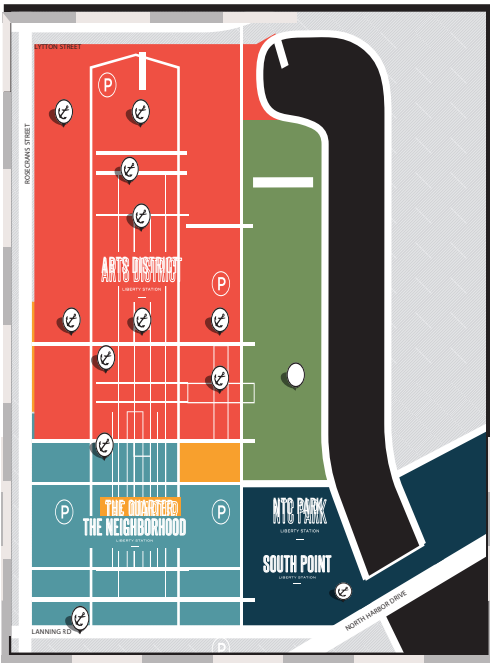 LYTTON STREET
P
ROSECRANS STREET
ARTS DISTRICT
LIBERTY STATION
P
P
THE QUARTER
THE NEIGHBORHOOD
LIBERTY STATION
P
NTC PARK
LIBERTY STATION
SOUTH POINT
LIBERTY STATION
NORTH HARBOR DRIVE
LANNING RD
P